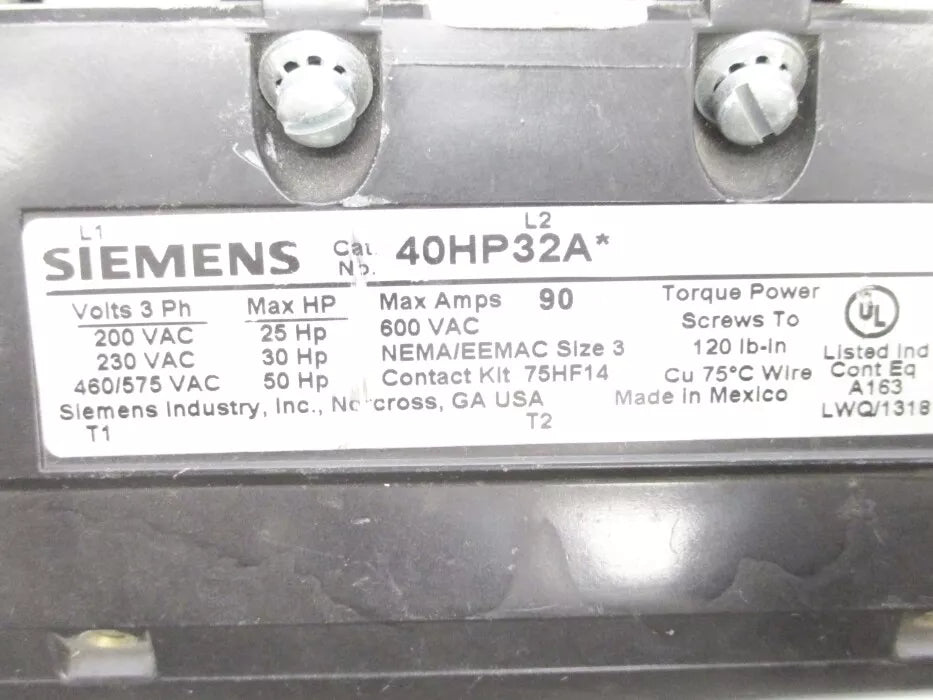 L1 L2
SIEMENS Cat. No. 40HP32A*
Volts 3 Ph Max HP Max Amps 90 Torque Power
200 VAC 25 Hp 600 VAC Screws To
230 VAC 30 Hp NEMA/EEMAC Size 3 120 lb-in
460/575 VAC 50 Hp Contact Kit 75HF14 Cu 75°C Wire
Siemens Industry, Inc., Norcross, GA USA Made in Mexico
T1 T2
UL
Listed Ind
Cont Eq
A163
LWQ/1318